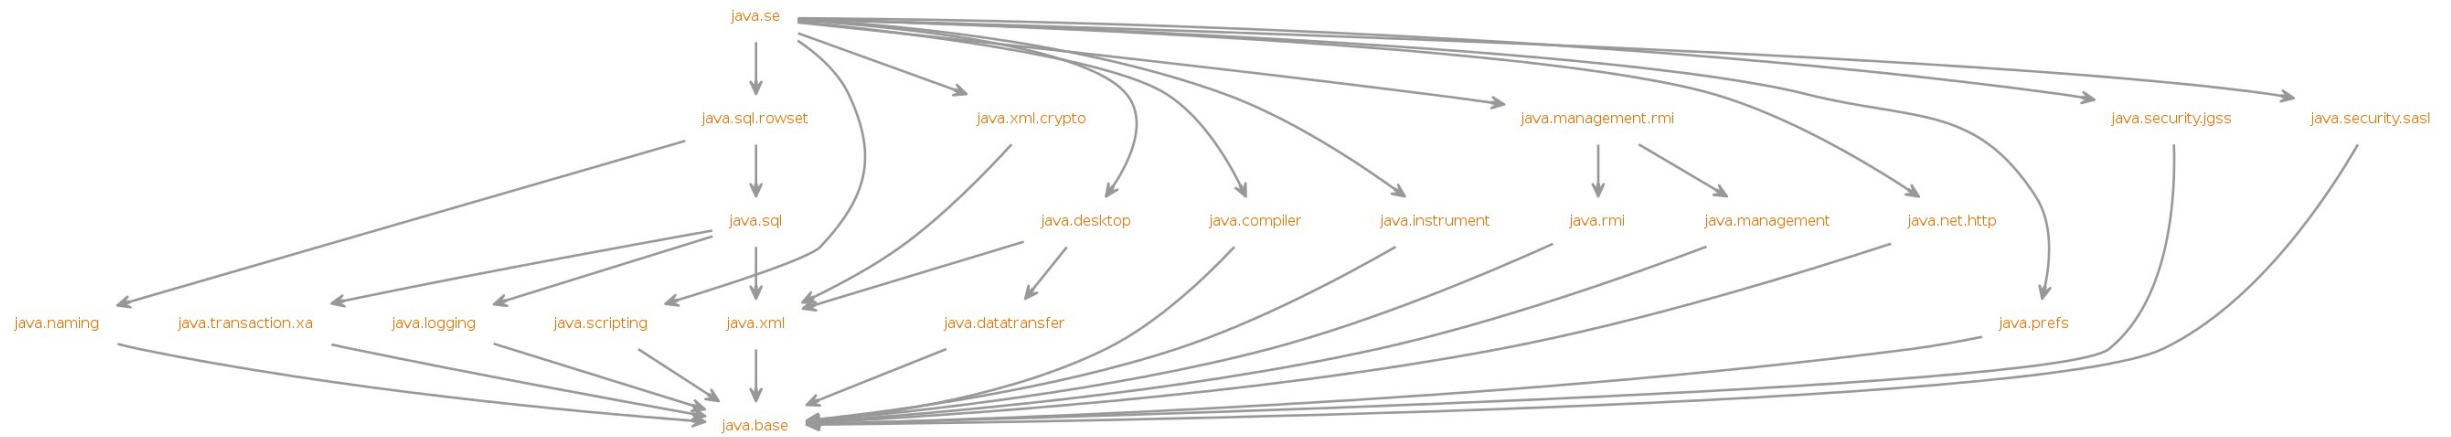 java.se
java.sql.rowset
java.xml.crypto
java.management.rmi
java.security.jgss
java.security.sasl
java.sql
java.desktop
java.compiler
java.instrument
java.rmi
java.management
java.net.http
java.naming
java.transaction.xa
java.logging
java.scripting
java.xml
java.datatransfer
java.prefs
java.base